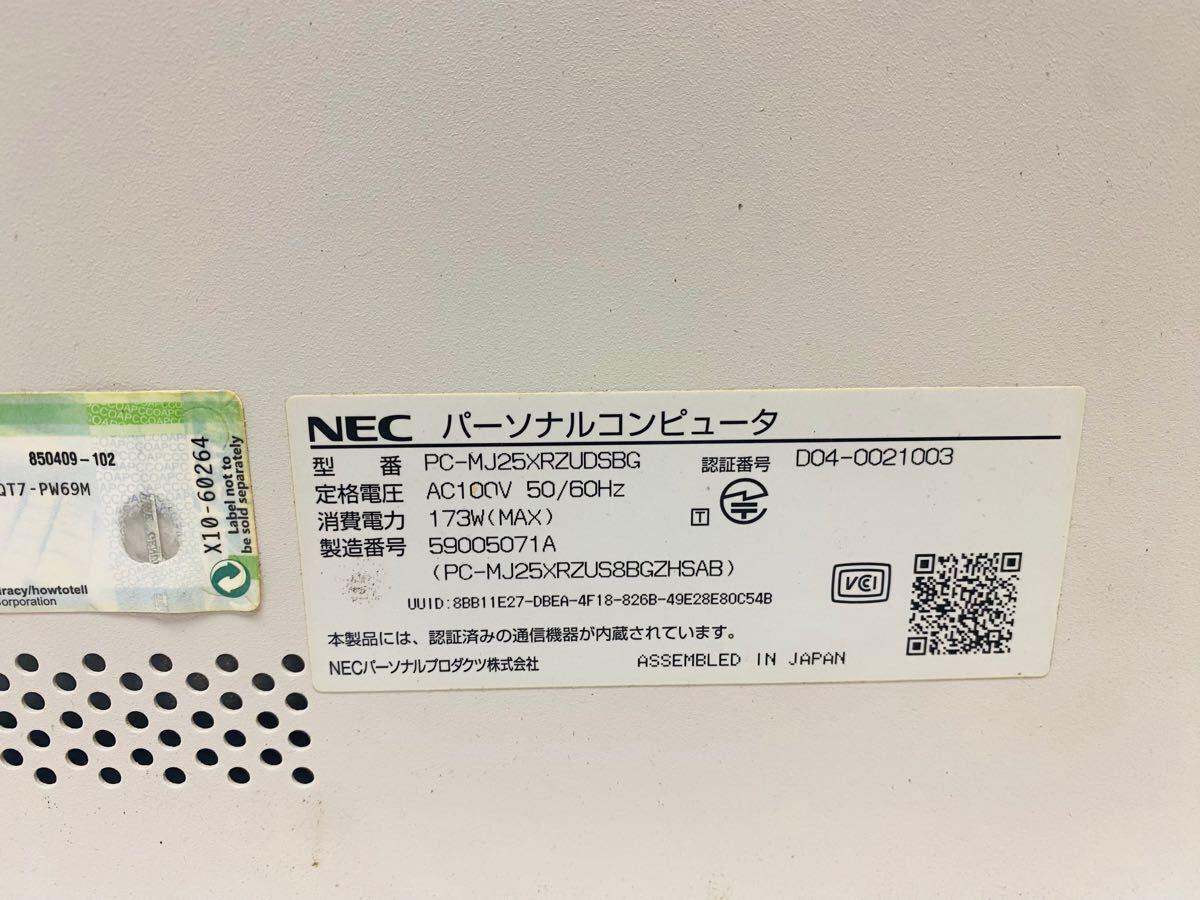 850409-102
QT7-PW69M
X10-60264
Label not to
be sold separately
iracy/howtotell
orporation
NEC パーソナルコンピュータ
型 番 PC-MJ25XRZUDSBG 認証番号 D04-0021003
定格電圧 AC100V 50/60Hz
消費電力 173W(MAX) T
製造番号 59005071A
(PC-MJ25XRZUS8BGZHSAB)
VCCI
UUID:8BB11E27-DBEA-4F18-826B-49E28E80C54B
本製品には、認証済みの通信機器が内蔵されています。
NECパーソナルプロダクツ株式会社 ASSEMBLED IN JAPAN